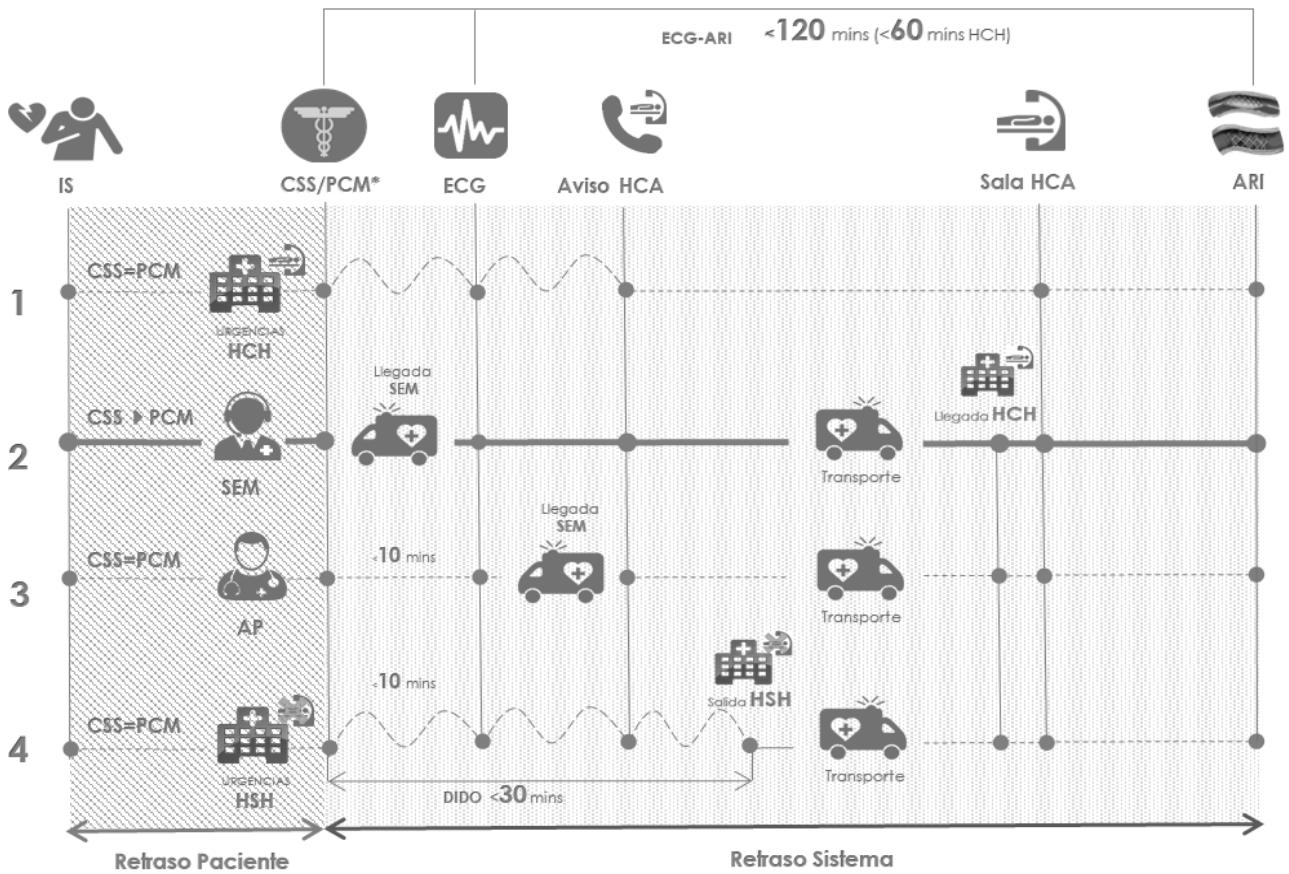 ECG-ARI <120 mins (<60 mins HCH)
IS
CSS/PCM*
ECG
Aviso HCA
Sala HCA
ARI
1
CSS=PCM
URGENCIAS
HCH
2
CSS ▶ PCM
SEM
Llegada
SEM
Transporte
Llegada HCH
3
CSS=PCM
AP
<10 mins
Llegada
SEM
Transporte
4
CSS=PCM
URGENCIAS
HSH
<10 mins
Salida HSH
Transporte
DIDO <30 mins
Retraso Paciente
Retraso Sistema